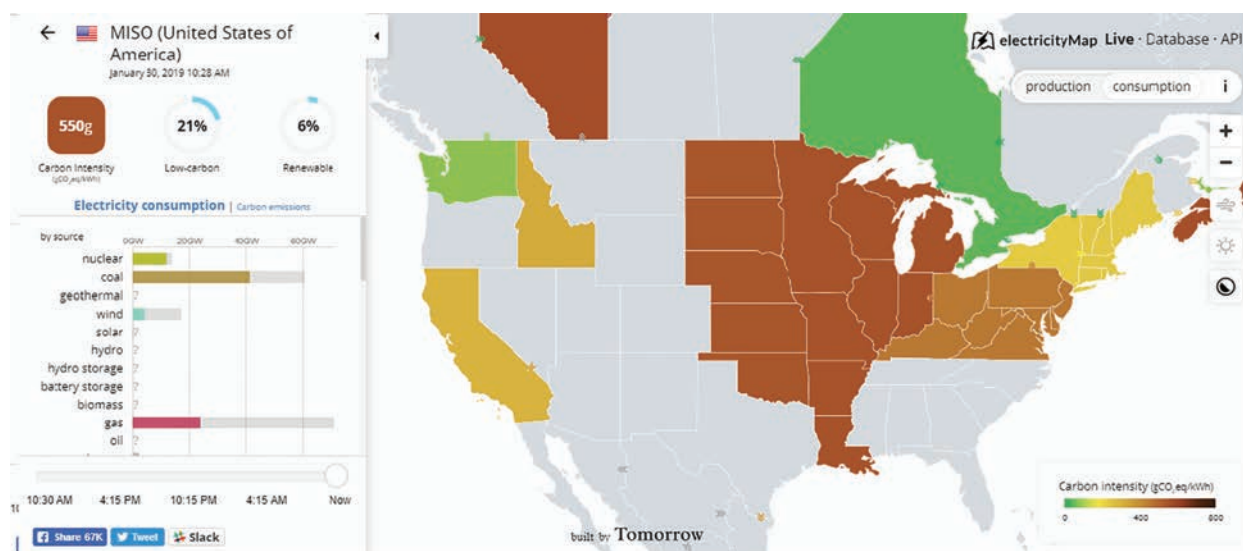 MISO (United States of
America)
January 30, 2019 10:28 AM
550g
21%
6%
Carbon Intensity
(gCO₂eq/kWh)
Low-carbon
Renewable
Electricity consumption | Carbon emissions
by source
0GW 20GW 40GW 60GW
nuclear
coal
geothermal ?
wind
solar ?
hydro ?
hydro storage ?
battery storage ?
biomass ?
gas
oil ?
10:30 AM 4:15 PM 10:15 PM 4:15 AM Now
Share 67K Tweet Slack
electricityMap Live · Database · API
production consumption i
+
−
Carbon intensity (gCO₂eq/kWh)
0 400 800
built by Tomorrow